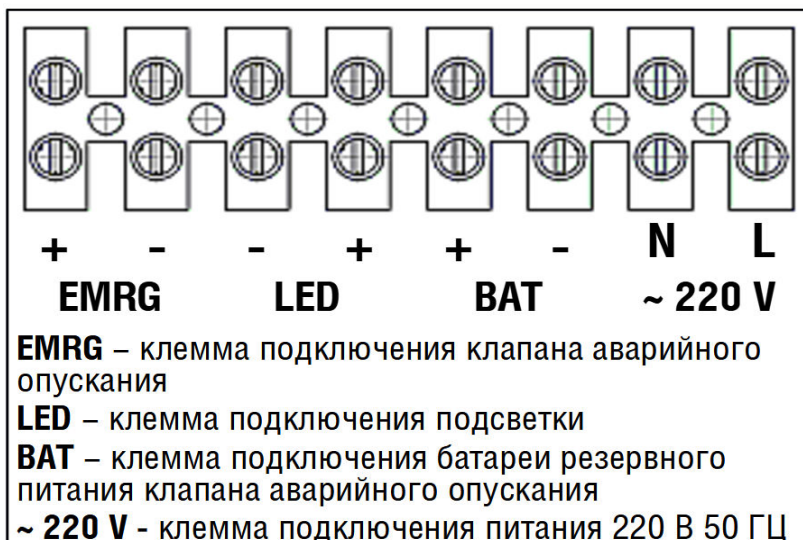 + - - + + - N L
EMRG LED BAT ~ 220 V
EMRG – клемма подключения клапана аварийного
опускания
LED – клемма подключения подсветки
BAT – клемма подключения батареи резервного
питания клапана аварийного опускания
~ 220 V - клемма подключения питания 220 В 50 ГЦ